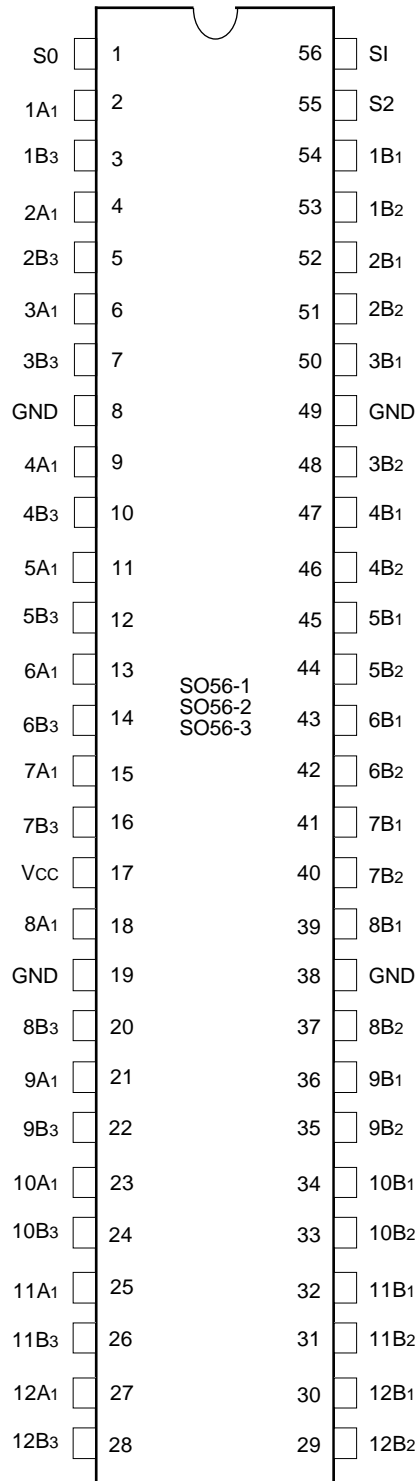 S0 1 56 SI
1A1 2 55 S2
1B3 3 54 1B1
2A1 4 53 1B2
2B3 5 52 2B1
3A1 6 51 2B2
3B3 7 50 3B1
GND 8 49 GND
4A1 9 48 3B2
4B3 10 47 4B1
5A1 11 46 4B2
5B3 12 45 5B1
6A1 13 44 5B2
SO56-1
SO56-2
SO56-3
6B3 14 43 6B1
7A1 15 42 6B2
7B3 16 41 7B1
VCC 17 40 7B2
8A1 18 39 8B1
GND 19 38 GND
8B3 20 37 8B2
9A1 21 36 9B1
9B3 22 35 9B2
10A1 23 34 10B1
10B3 24 33 10B2
11A1 25 32 11B1
11B3 26 31 11B2
12A1 27 30 12B1
12B3 28 29 12B2